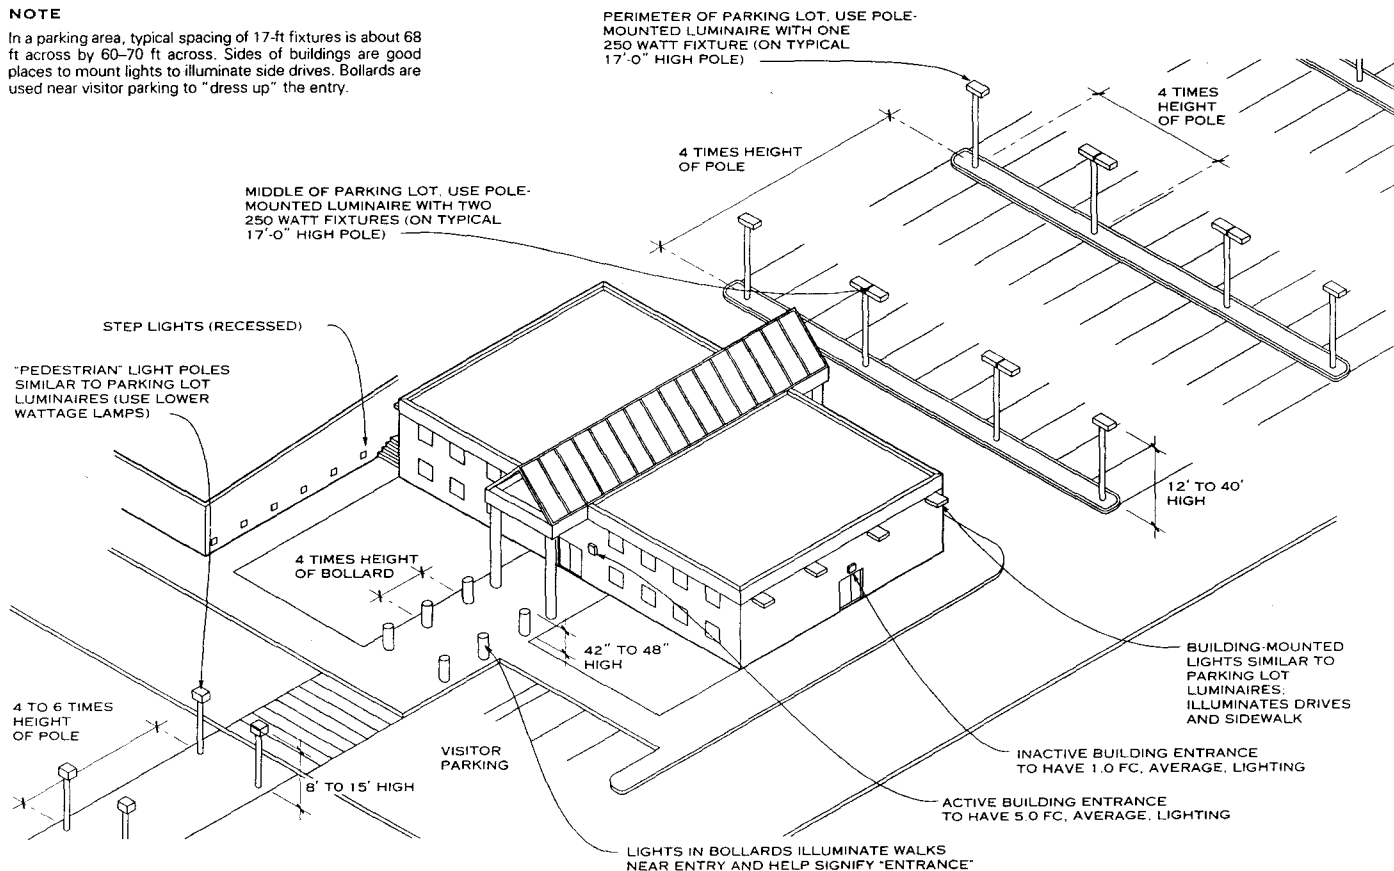 NOTE
In a parking area, typical spacing of 17-ft fixtures is about 68
ft across by 60–70 ft across. Sides of buildings are good
places to mount lights to illuminate side drives. Bollards are
used near visitor parking to "dress up" the entry.
PERIMETER OF PARKING LOT, USE POLE-
MOUNTED LUMINAIRE WITH ONE
250 WATT FIXTURE (ON TYPICAL
17'-0" HIGH POLE)
4 TIMES
HEIGHT
OF POLE
4 TIMES HEIGHT
OF POLE
MIDDLE OF PARKING LOT, USE POLE-
MOUNTED LUMINAIRE WITH TWO
250 WATT FIXTURES (ON TYPICAL
17'-0" HIGH POLE)
STEP LIGHTS (RECESSED)
"PEDESTRIAN" LIGHT POLES
SIMILAR TO PARKING LOT
LUMINAIRES (USE LOWER
WATTAGE LAMPS)
12' TO 40'
HIGH
4 TIMES HEIGHT
OF BOLLARD
42" TO 48"
HIGH
BUILDING-MOUNTED
LIGHTS SIMILAR TO
PARKING LOT
LUMINAIRES;
ILLUMINATES DRIVES
AND SIDEWALK
4 TO 6 TIMES
HEIGHT
OF POLE
VISITOR
PARKING
8' TO 15' HIGH
INACTIVE BUILDING ENTRANCE
TO HAVE 1.0 FC, AVERAGE, LIGHTING
ACTIVE BUILDING ENTRANCE
TO HAVE 5.0 FC, AVERAGE, LIGHTING
LIGHTS IN BOLLARDS ILLUMINATE WALKS
NEAR ENTRY AND HELP SIGNIFY "ENTRANCE"